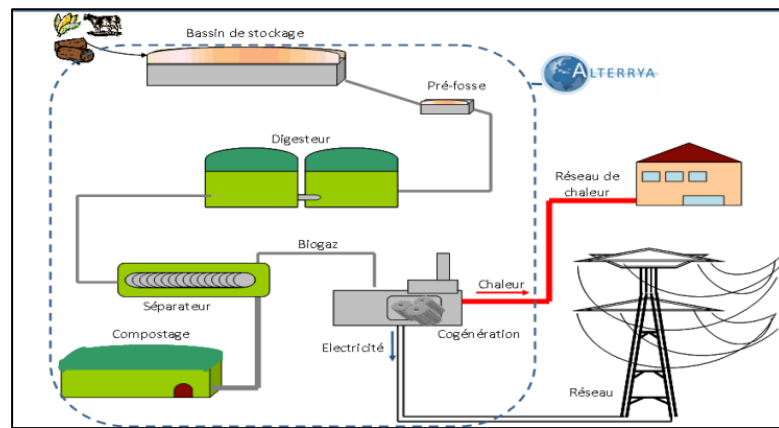 Bassin de stockage
ALTERRYA
Pré-fosse
Digesteur
Réseau de
chaleur
Biogaz
Chaleur
Séparateur
Cogénération
Compostage
Electricité
Réseau